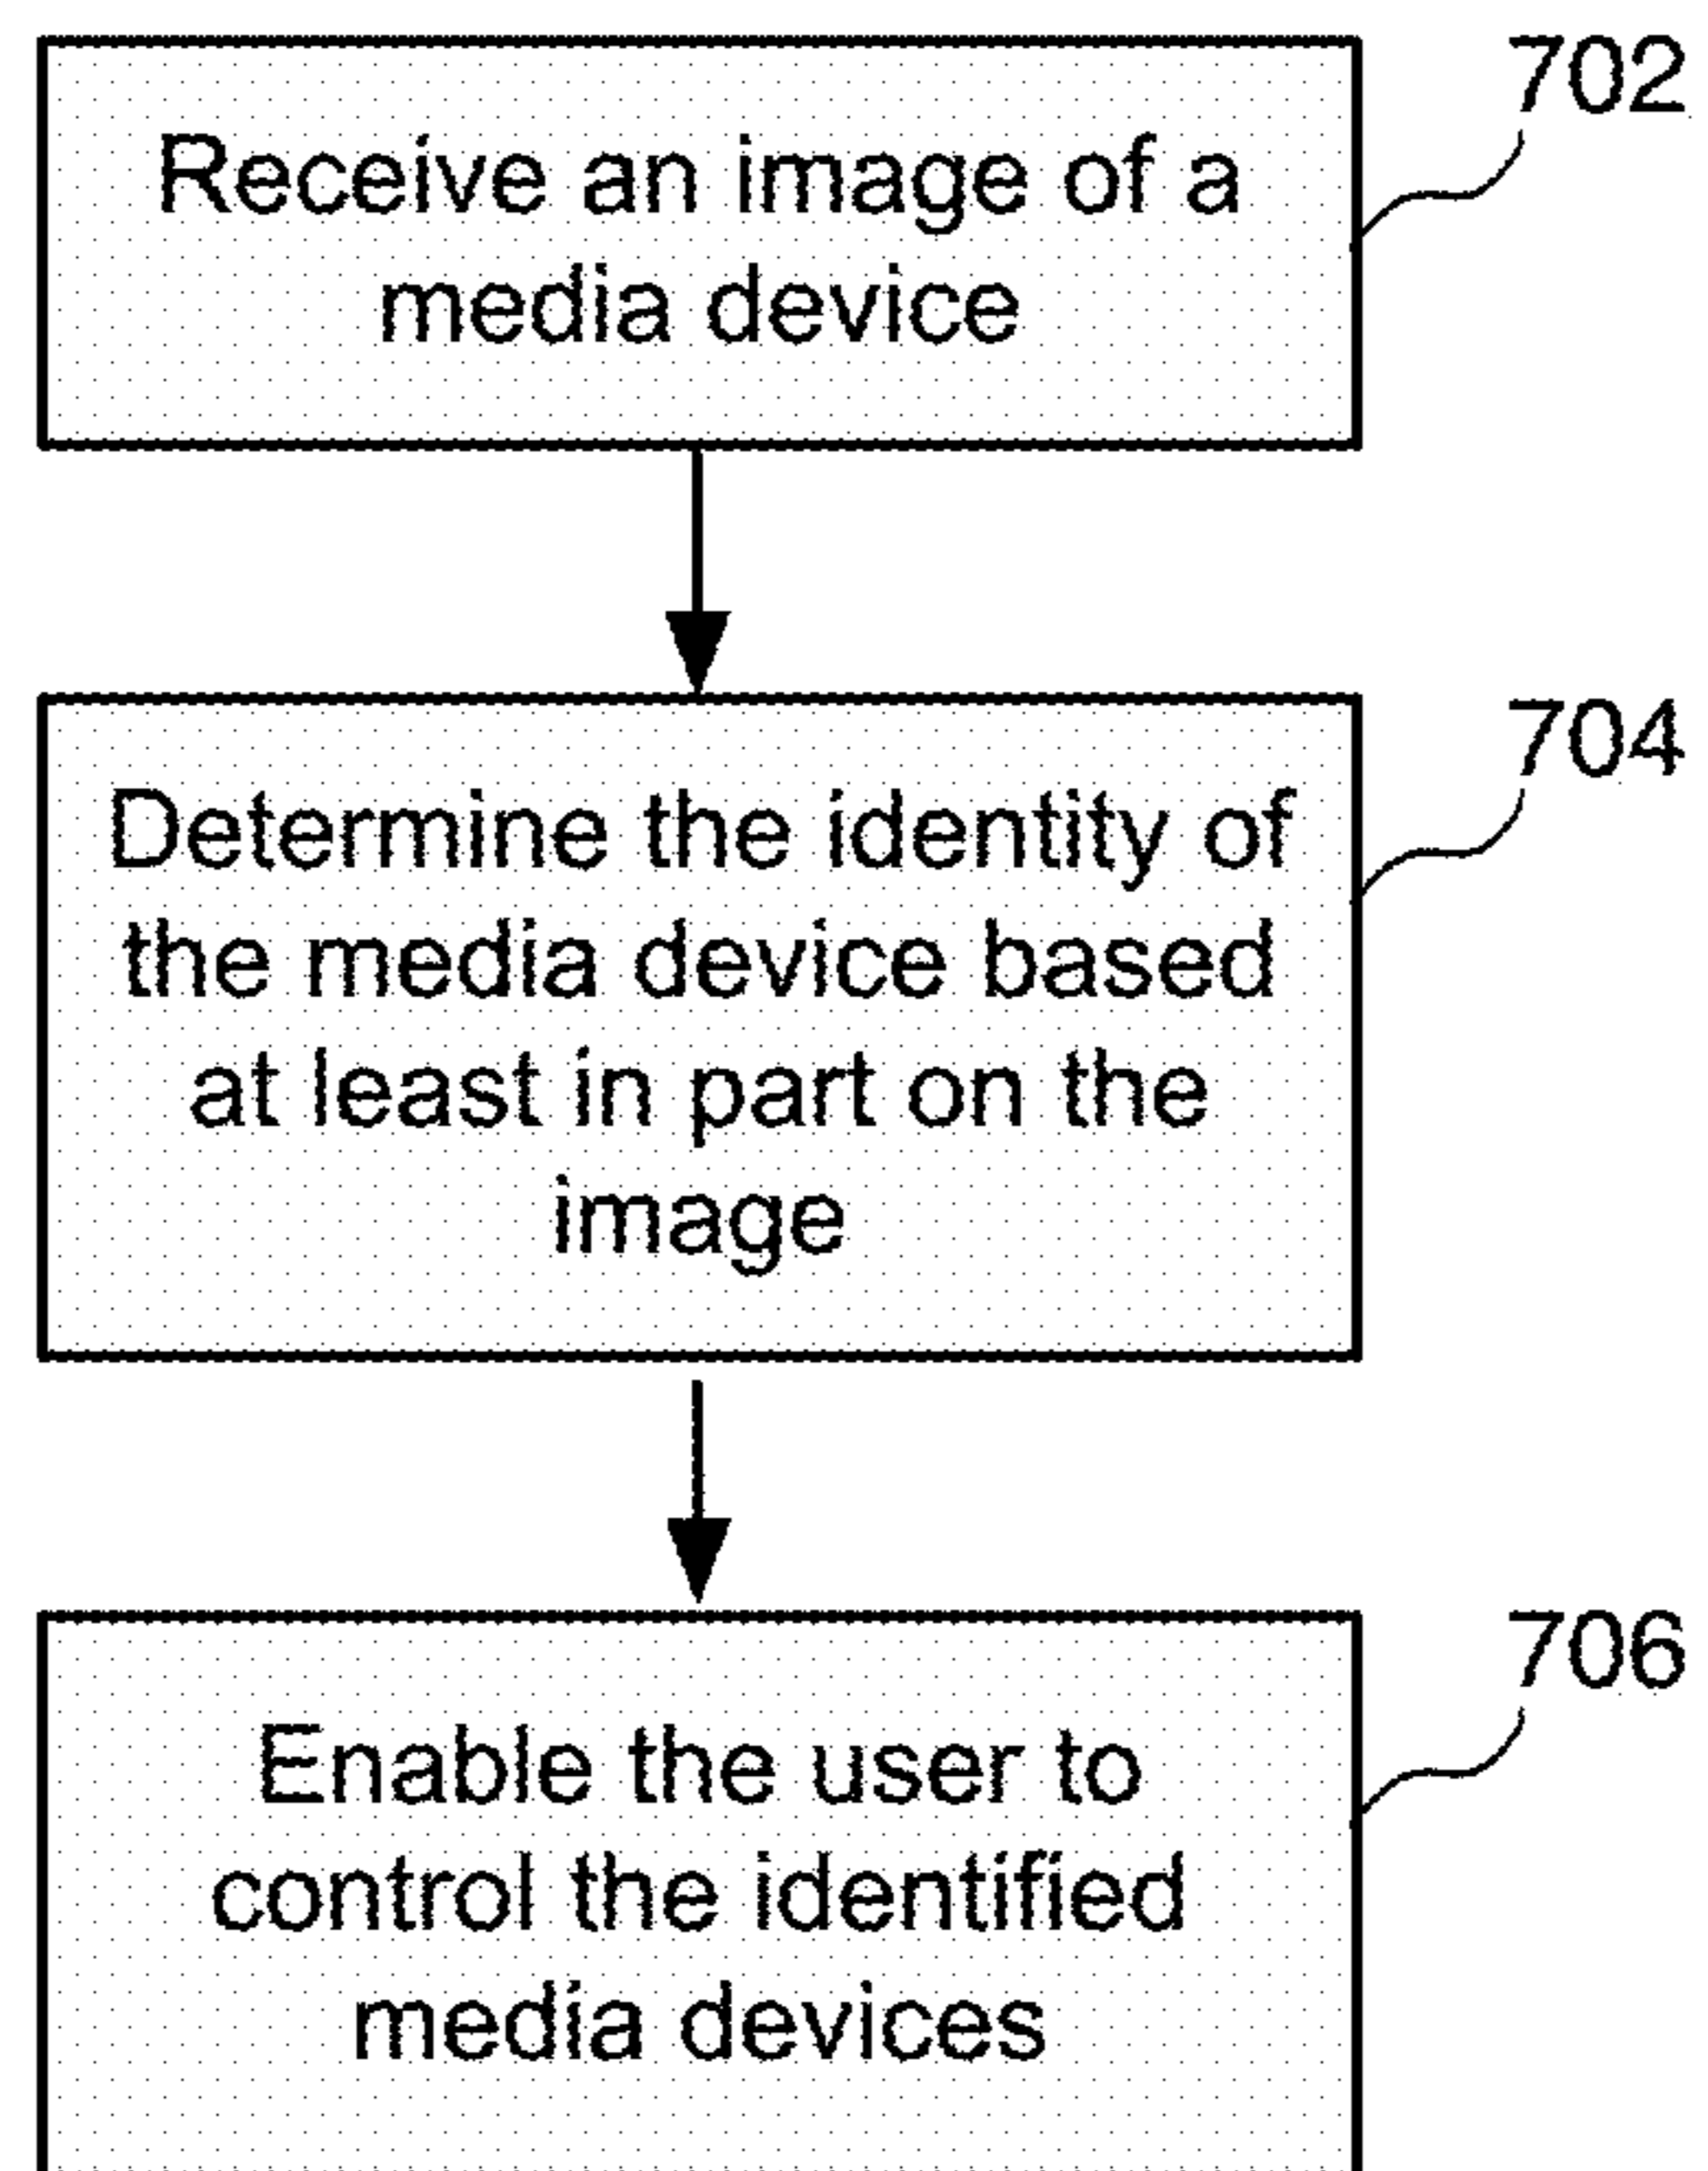 702
Receive an image of a
media device
704
Determine the identity of
the media device based
at least in part on the
image
706
Enable the user to
control the identified
media devices